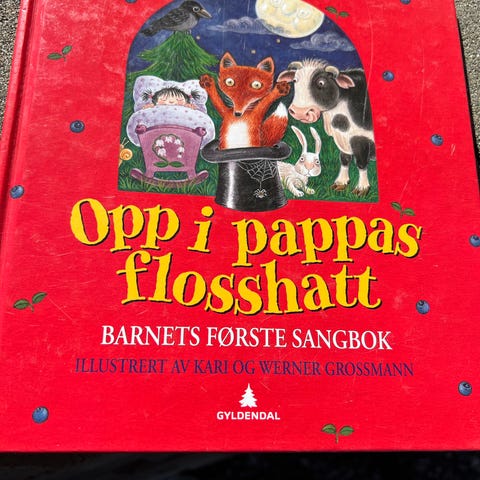 Opp i pappas
flosshatt
BARNETS FØRSTE SANGBOK
ILLUSTRERT AV KARI OG WERNER GROSSMANN
GYLDENDAL